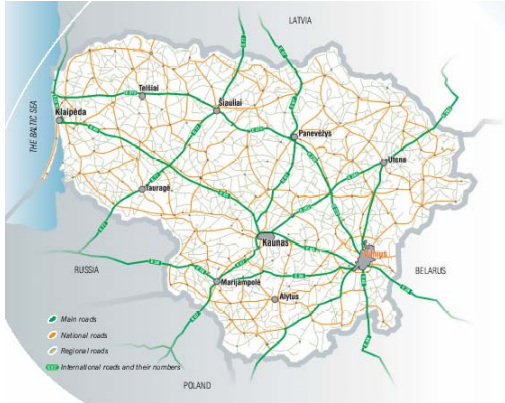 LATVIA
THE BALTIC SEA
Telšiai
Šiauliai
Klaipėda
Panevėžys
Utena
Tauragė
Kaunas
Vilnius
RUSSIA
BELARUS
Marijampolė
Alytus
Main roads
National roads
Regional roads
International roads and their numbers
POLAND